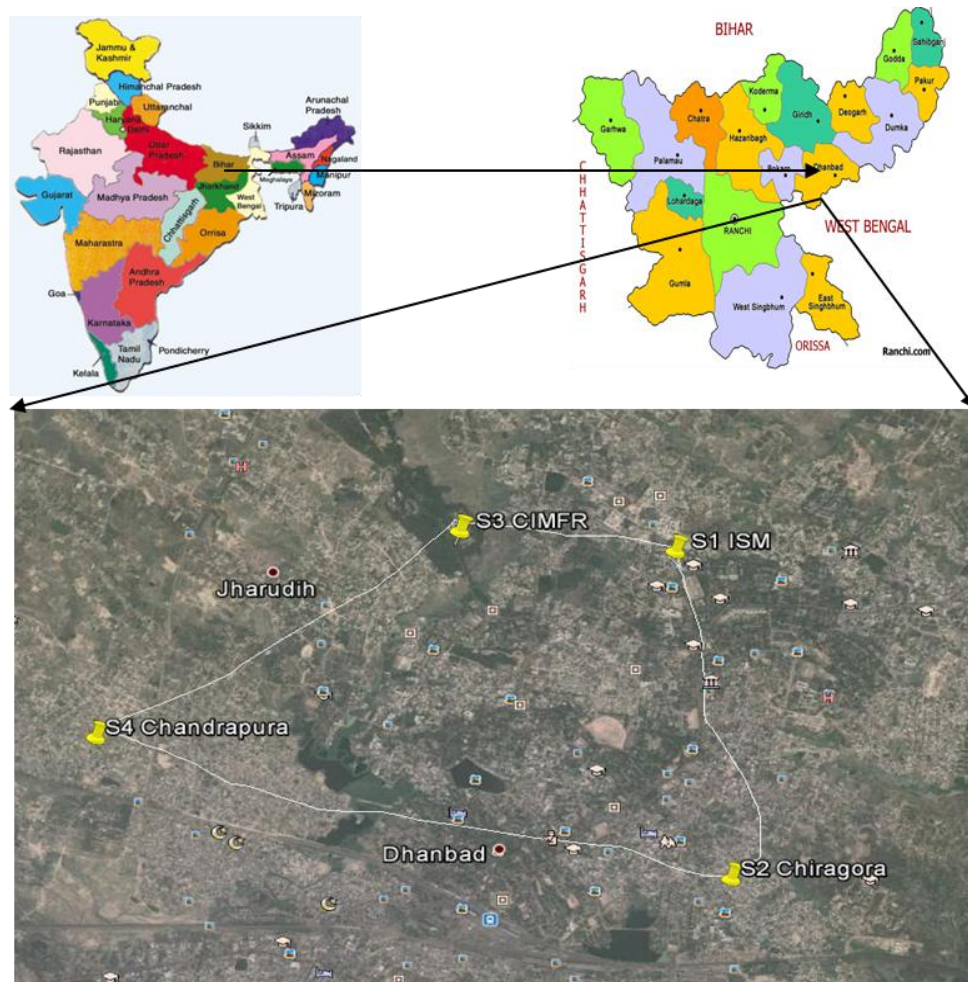 Jammu &
Kashmir
Himanchal Pradesh
Punjab
Uttaranchal
Haryana
Delhi
Rajasthan
Uttar
Pradesh
Sikkim
Arunachal
Pradesh
Assam
Nagaland
Manipur
Meghalaya
Mizoram
Tripura
Bihar
Jharkhand
West
Bengal
Gujarat
Madhya Pradesh
Chhattisgarh
Orrisa
Maharastra
Andhra
Pradesh
Goa
Karnataka
Tamil
Nadu
Pondicherry
Kelala
BIHAR
Sahibganj
Godda
Pakur
Koderma
Giridh
Deogarh
Dumka
Garhwa
Chatra
Hazaribagh
Palamau
Bokaro
Dhanbad
Lohardaga
CHHATTISGARH
RANCHI
WEST BENGAL
Gumla
West Singbhum
East
Singhbhum
ORISSA
Ranchi.com
S3 CIMFR
S1 ISM
H
Jharudih
H
S4 Chandrapura
Dhanbad
S2 Chiragora